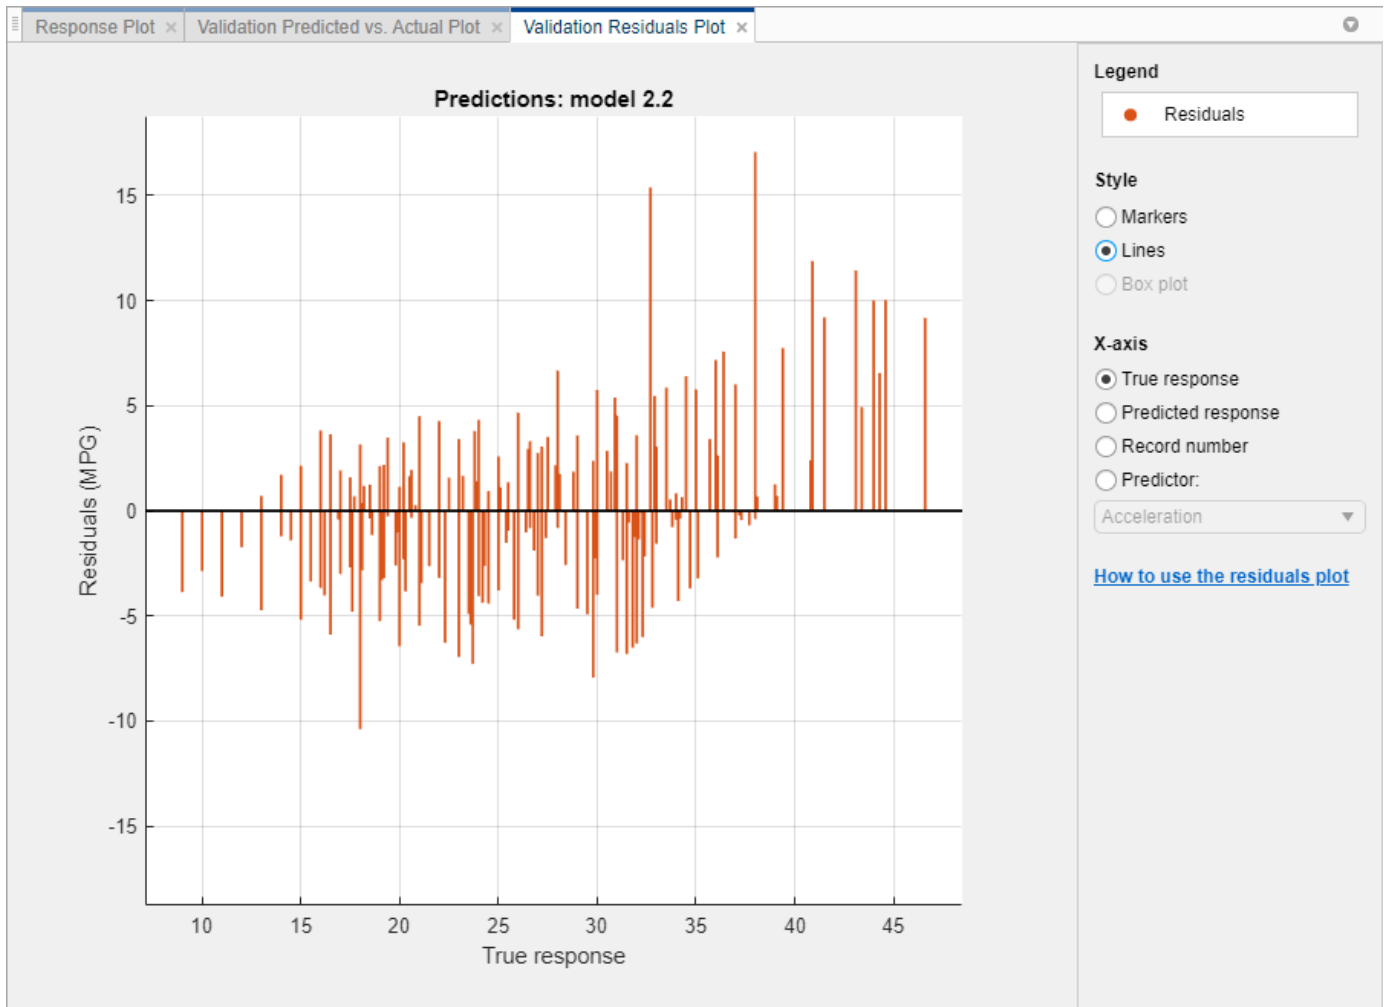 Response Plot × Validation Predicted vs. Actual Plot × Validation Residuals Plot ×
Predictions: model 2.2
15
10
5
0
-5
-10
-15
Residuals (MPG)
10 15 20 25 30 35 40 45
True response
Legend
Residuals
Style
Markers
Lines
Box plot
X-axis
True response
Predicted response
Record number
Predictor:
Acceleration
How to use the residuals plot